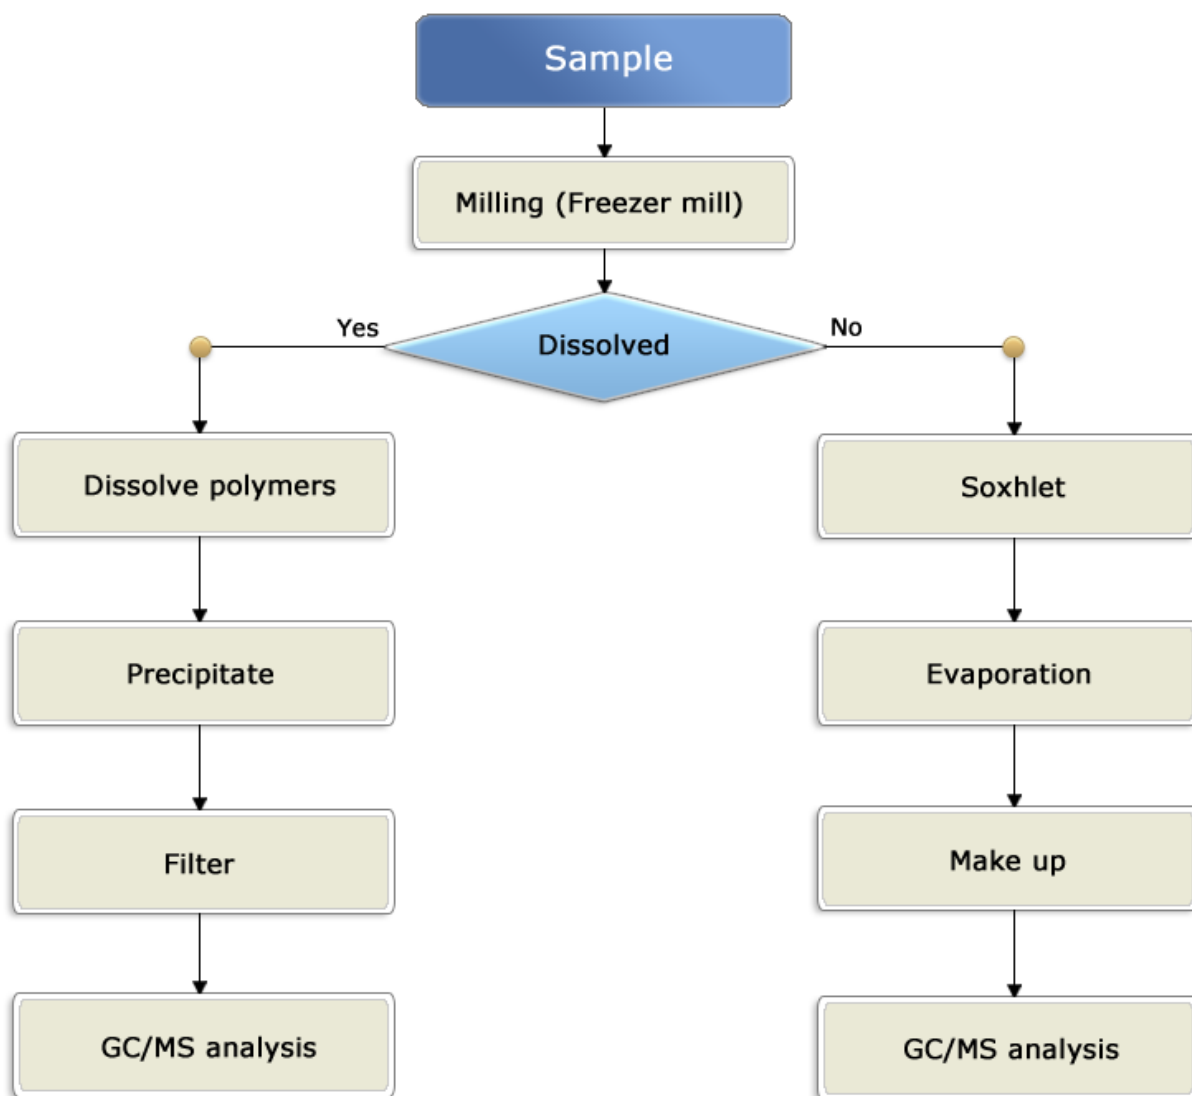 Sample
Milling (Freezer mill)
Yes
Dissolved
No
Dissolve polymers
Soxhlet
Precipitate
Evaporation
Filter
Make up
GC/MS analysis
GC/MS analysis